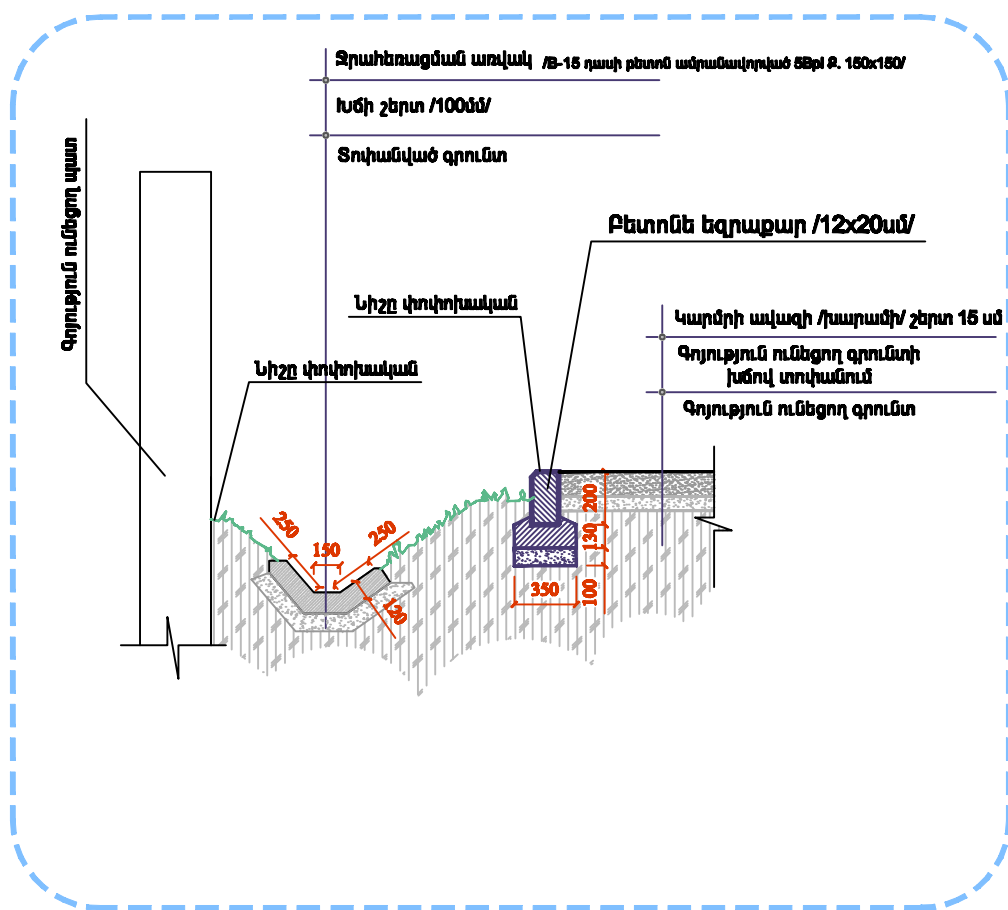 Ջրահեռացման առվակ /B-15 դասի բետոն ամրանավորված 5Bpl Ք. 150x150/
Խճի շերտ /100մմ/
Տոփանված գրունտ
Գոյություն ունեցող պատ
Բետոնե եզրաքար /12x20սմ/
Նիշը փոփոխական
Կարմրի ավազի /խարամի/ շերտ 15 սմ
Գոյություն ունեցող գրունտի
խճով տոփանում
Նիշը փոփոխական
Գոյություն ունեցող գրունտ
250
150
250
120
200
130
100
350